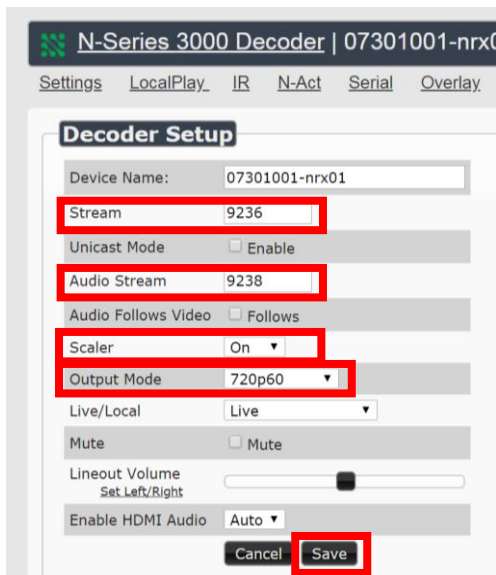 N-Series 3000 Decoder | 07301001-nrx0
Settings LocalPlay IR N-Act Serial Overlay
Decoder Setup
Device Name: 07301001-nrx01
Stream 9236
Unicast Mode Enable
Audio Stream 9238
Audio Follows Video Follows
Scaler On
Output Mode 720p60
Live/Local Live
Mute Mute
Lineout Volume
Set Left/Right
Enable HDMI Audio Auto
Cancel Save